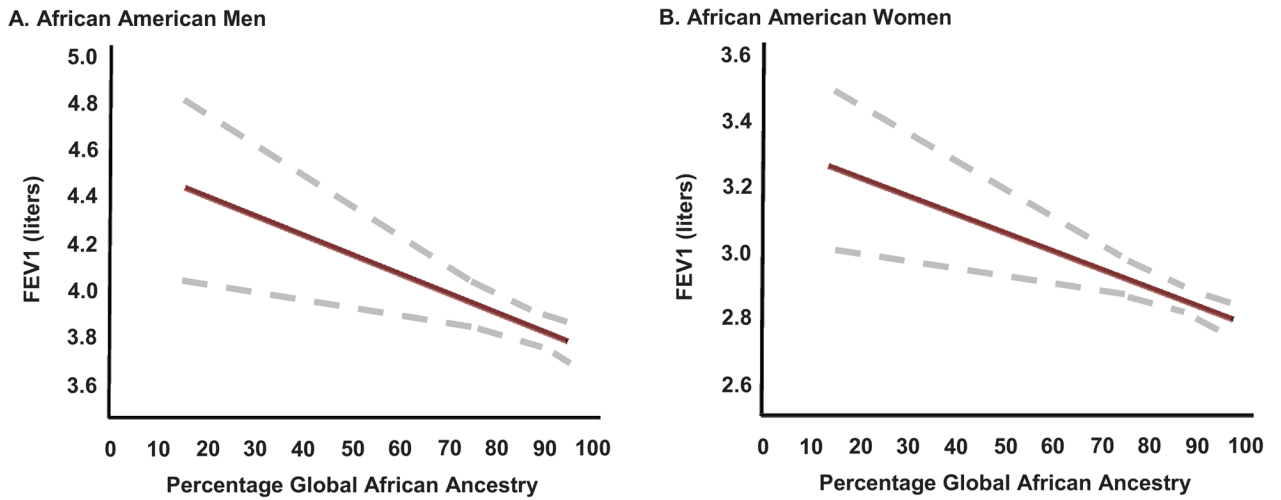 A. African American Men
5.0
4.8
4.6
4.4
4.2
4.0
3.8
3.6
FEV1 (liters)
0 10 20 30 40 50 60 70 80 90 100
Percentage Global African Ancestry
B. African American Women
3.6
3.4
3.2
3.0
2.8
2.6
FEV1 (liters)
0 10 20 30 40 50 60 70 80 90 100
Percentage Global African Ancestry